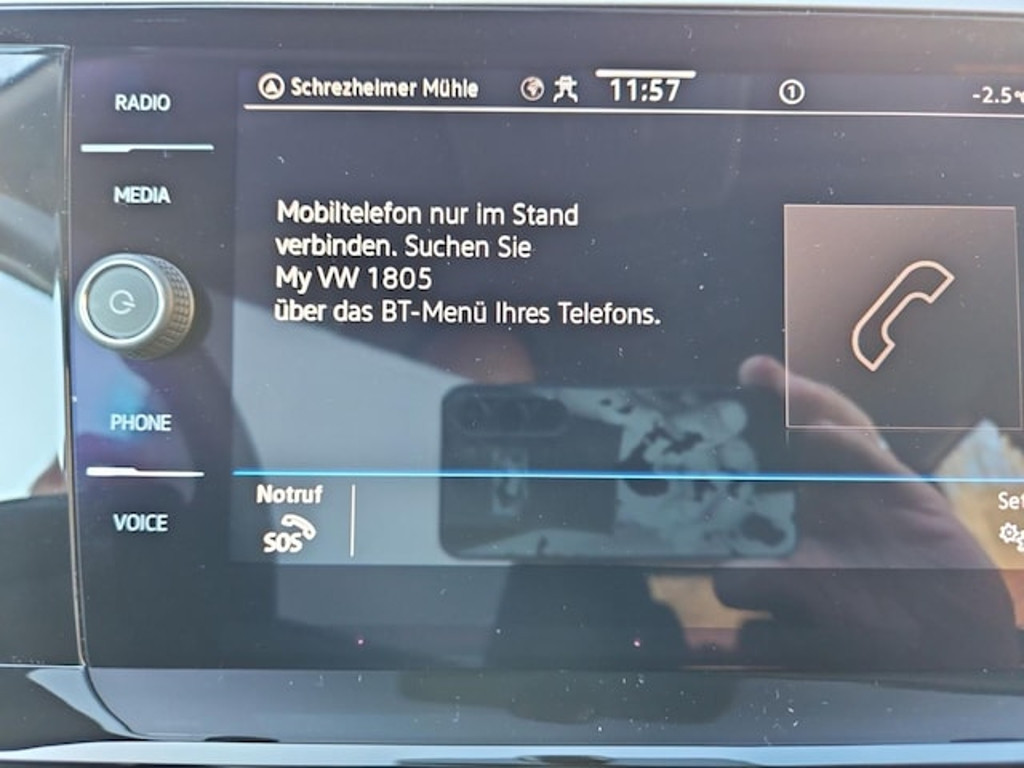 RADIO
MEDIA
PHONE
VOICE
Schrezheimer Mühle
11:57
1
-2.5°
Mobiltelefon nur im Stand
verbinden. Suchen Sie
My VW 1805
über das BT-Menü Ihres Telefons.
Notruf
SOS